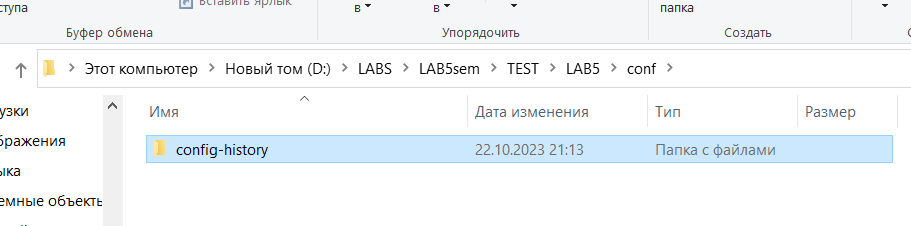 ступа
Вставить ярлык
в
в
папка
Буфер обмена
Упорядочить
Создать
Этот компьютер > Новый том (D:) > LABS > LAB5sem > TEST > LAB5 > conf >
Имя
Дата изменения
Тип
Размер
config-history
22.10.2023 21:13
Папка с файлами
узки
бражения
ыка
емные объекты